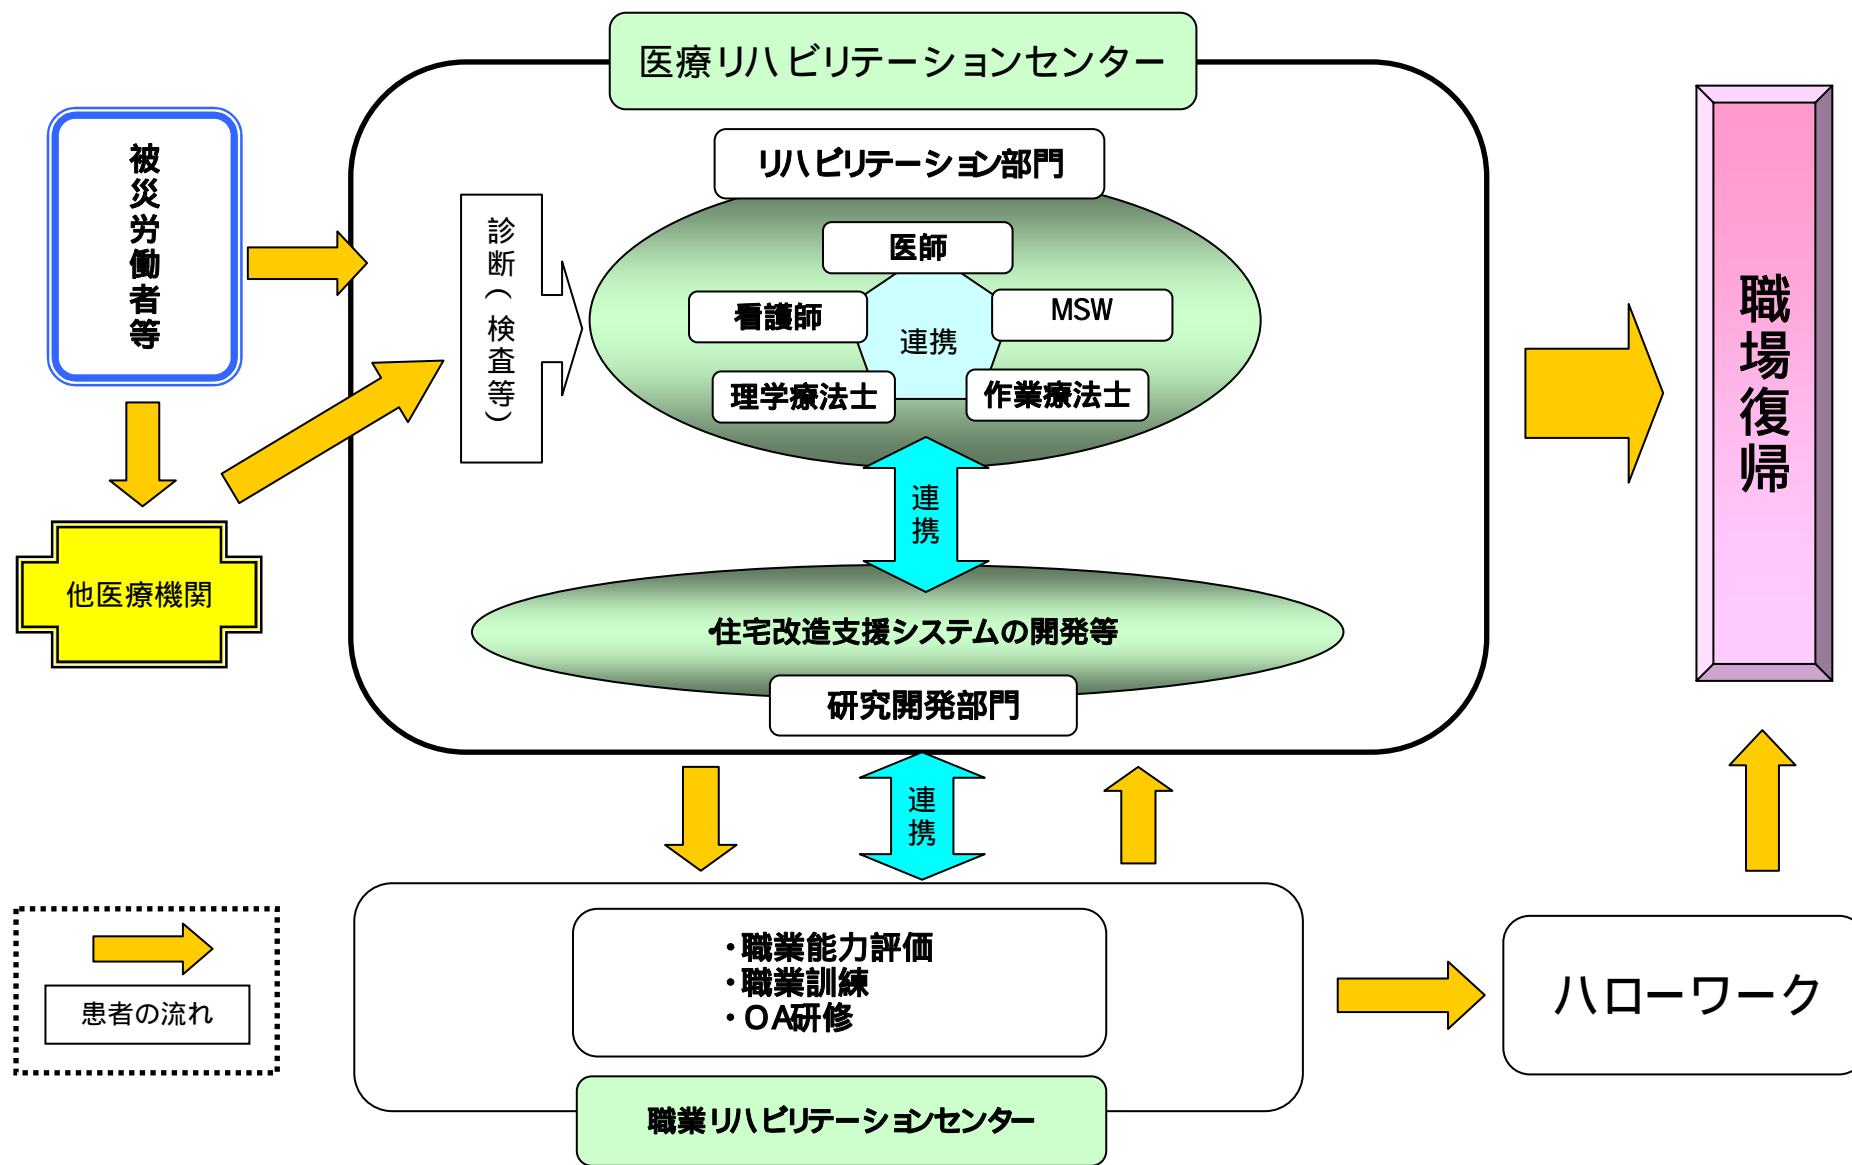 医療リハビリテーションセンター
被災労働者等
リハビリテーション部門
診断(検査等)
医師
看護師
MSW
連携
理学療法士
作業療法士
職場復帰
連携
他医療機関
・住宅改造支援システムの開発等
研究開発部門
連携
・職業能力評価
・職業訓練
・OA研修
ハローワーク
患者の流れ
職業リハビリテーションセンター